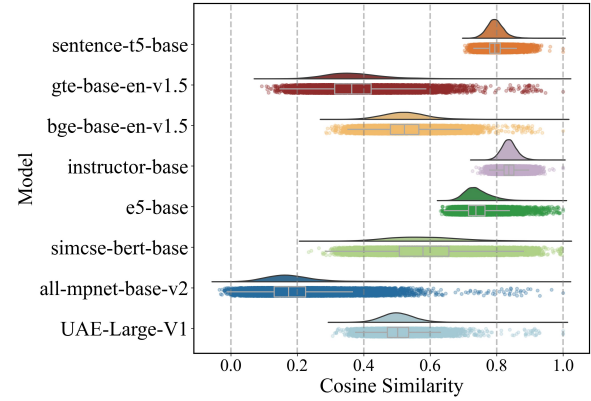 Model
sentence-t5-base
gte-base-en-v1.5
bge-base-en-v1.5
instructor-base
e5-base
simcse-bert-base
all-mpnet-base-v2
UAE-Large-V1
0.0 0.2 0.4 0.6 0.8 1.0
Cosine Similarity